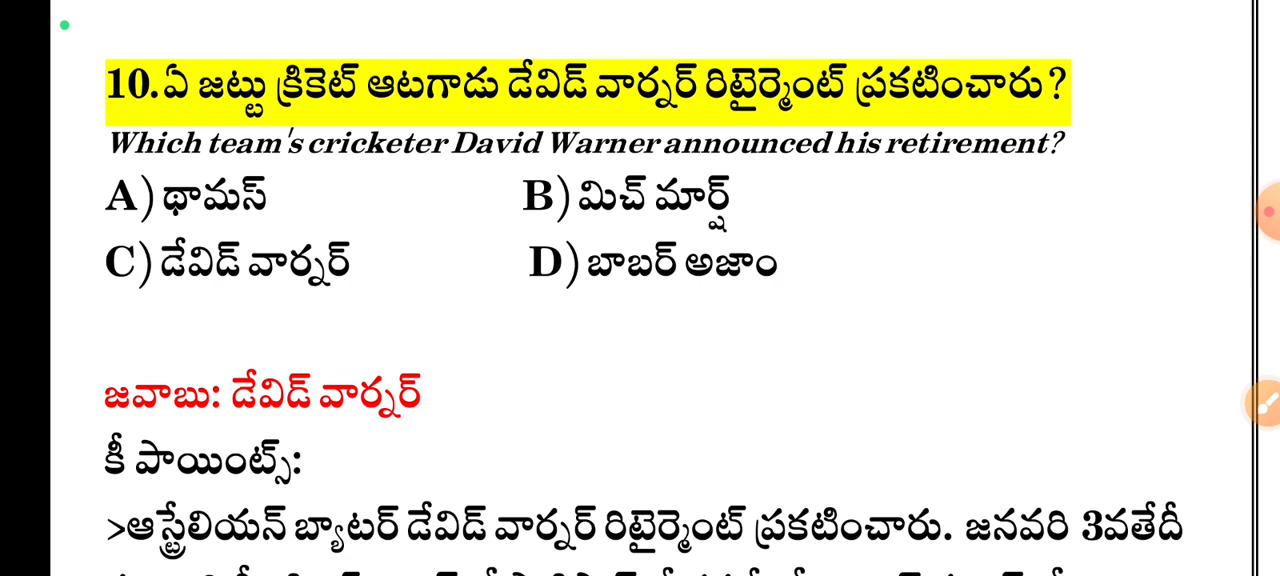 10.ఏ జట్టు క్రికెట్ ఆటగాడు డేవిడ్ వార్నర్ రిటైర్మెంట్ ప్రకటించారు?
Which team's cricketer David Warner announced his retirement?
A)థామస్ B)మిచ్ మార్ష్
C)డేవిడ్ వార్నర్ D)బాబర్ అజాం
జవాబు: డేవిడ్ వార్నర్
కీ పాయింట్స్:
>ఆస్ట్రేలియన్ బ్యాటర్ డేవిడ్ వార్నర్ రిటైర్మెంట్ ప్రకటించారు. జనవరి 3వతేదీ